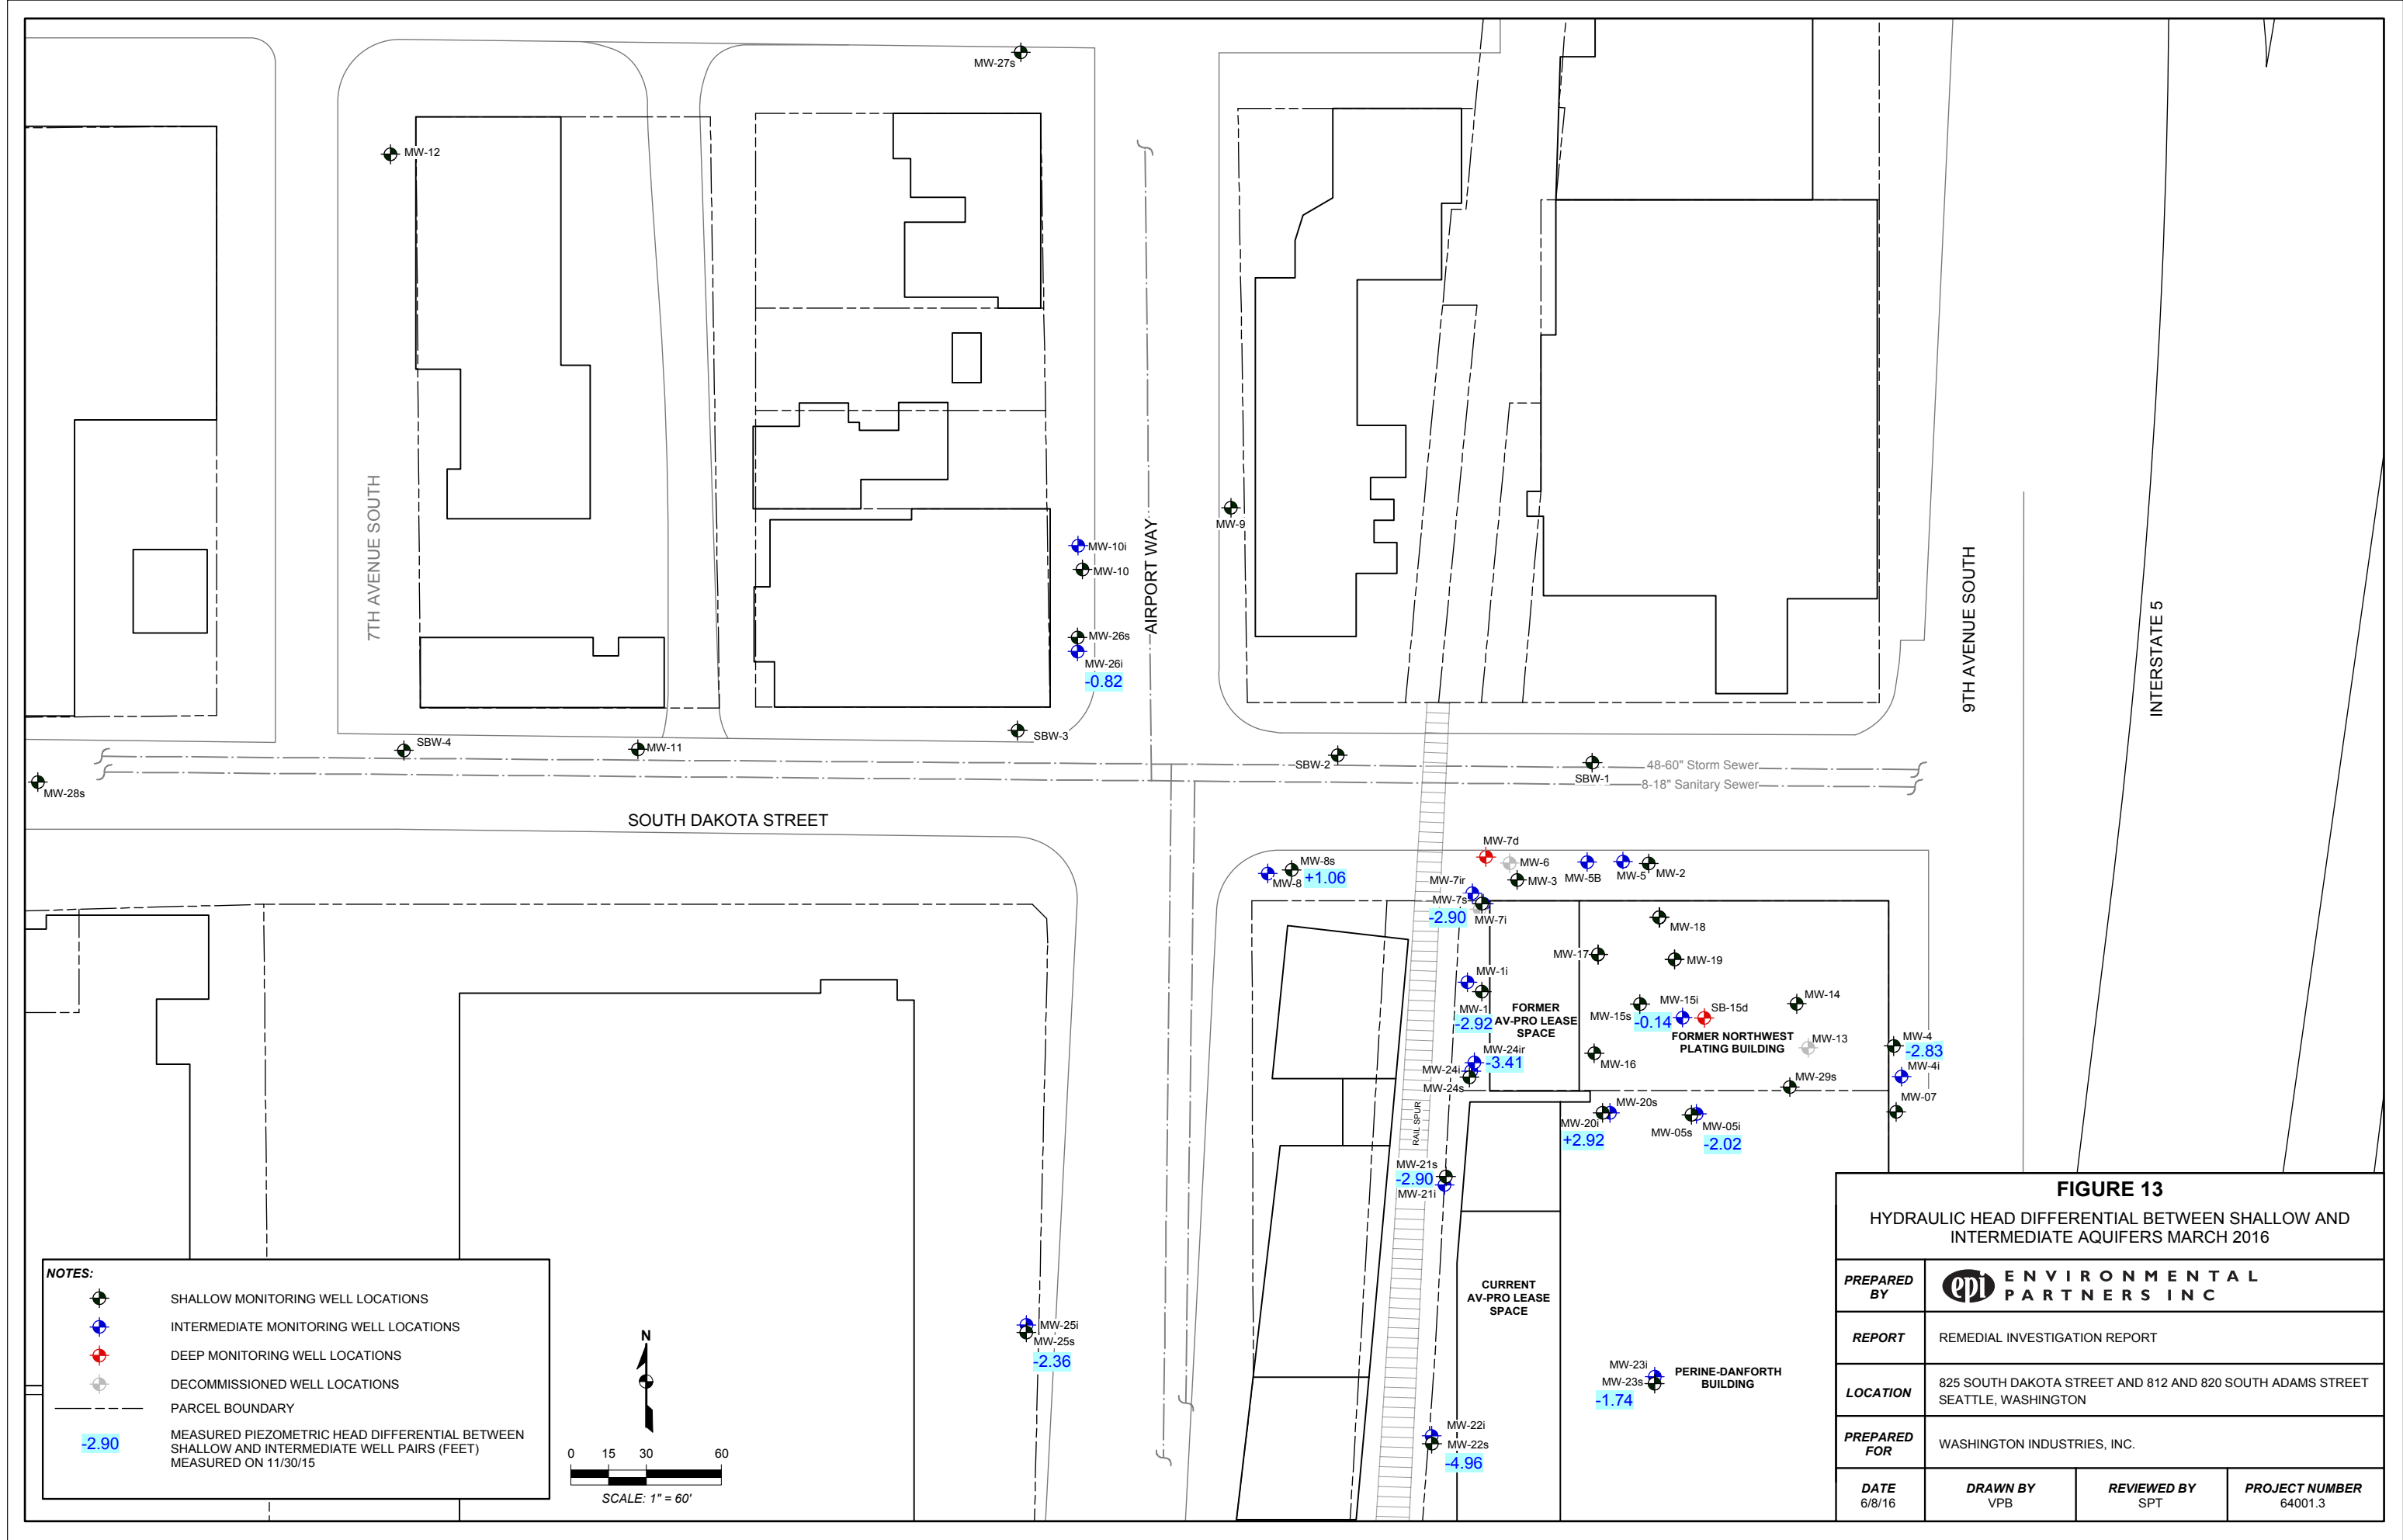 MW-27s
MW-12
7TH AVENUE SOUTH
AIRPORT WAY
9TH AVENUE SOUTH
INTERSTATE 5
MW-9
MW-10i
MW-10
MW-26s
MW-26i
-0.82
SBW-4
MW-11
SBW-3
SBW-2
SBW-1
48-60" Storm Sewer
8-18" Sanitary Sewer
MW-28s
SOUTH DAKOTA STREET
MW-8s
+1.06
MW-8
MW-7d
MW-6
MW-3
MW-5B
MW-5
MW-2
MW-7ir
MW-7s
-2.90
MW-7i
MW-18
MW-17
MW-19
MW-1i
MW-1
-2.92
FORMER
AV-PRO LEASE
SPACE
MW-15i
SB-15d
MW-14
MW-15s
-0.14
FORMER NORTHWEST
PLATING BUILDING
MW-13
MW-4
-2.83
MW-4i
MW-24ir
-3.41
MW-24i
MW-24s
MW-16
MW-29s
MW-07
MW-20s
MW-20i
+2.92
MW-05s
MW-05i
-2.02
RAIL SPUR
MW-21s
-2.90
MW-21i
CURRENT
AV-PRO LEASE
SPACE
MW-25i
MW-25s
-2.36
MW-23i
MW-23s
-1.74
PERINE-DANFORTH
BUILDING
MW-22i
MW-22s
-4.96
NOTES:
SHALLOW MONITORING WELL LOCATIONS
INTERMEDIATE MONITORING WELL LOCATIONS
DEEP MONITORING WELL LOCATIONS
DECOMMISSIONED WELL LOCATIONS
PARCEL BOUNDARY
-2.90
MEASURED PIEZOMETRIC HEAD DIFFERENTIAL BETWEEN
SHALLOW AND INTERMEDIATE WELL PAIRS (FEET)
MEASURED ON 11/30/15
N
0 15 30 60
SCALE: 1" = 60'
FIGURE 13
HYDRAULIC HEAD DIFFERENTIAL BETWEEN SHALLOW AND
INTERMEDIATE AQUIFERS MARCH 2016
PREPARED
BY
epi
ENVIRONMENTAL
PARTNERS INC
REPORT
REMEDIAL INVESTIGATION REPORT
LOCATION
825 SOUTH DAKOTA STREET AND 812 AND 820 SOUTH ADAMS STREET
SEATTLE, WASHINGTON
PREPARED
FOR
WASHINGTON INDUSTRIES, INC.
DATE
6/8/16
DRAWN BY
VPB
REVIEWED BY
SPT
PROJECT NUMBER
64001.3